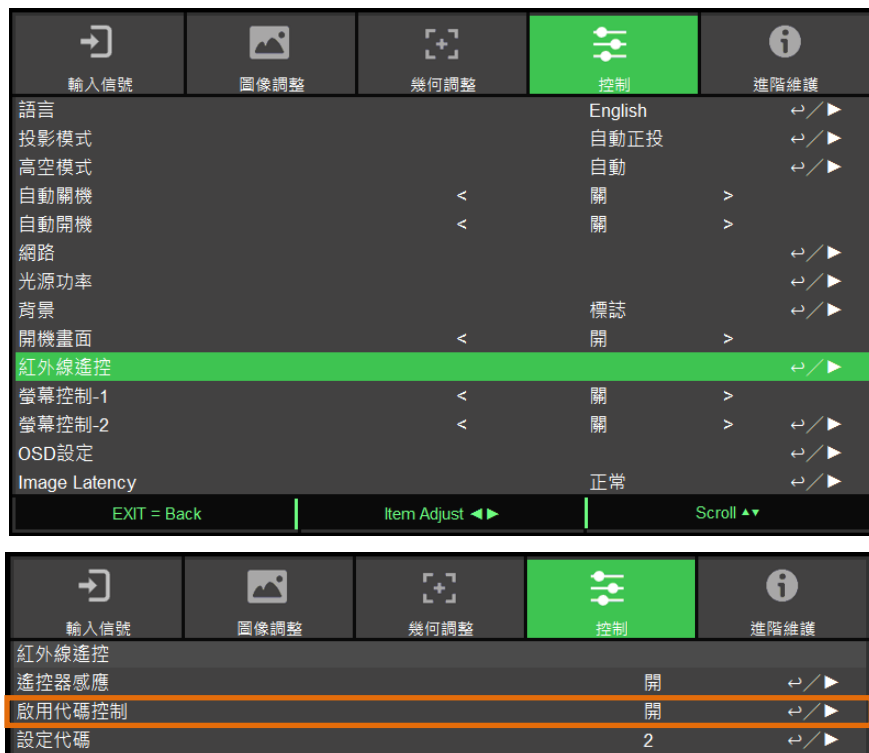 輸入信號 圖像調整 幾何調整 控制 進階維護
語言 English ↩/▶
投影模式 自動正投 ↩/▶
高空模式 自動 ↩/▶
自動關機 < 關 >
自動開機 < 關 >
網路 ↩/▶
光源功率 ↩/▶
背景 標誌 ↩/▶
開機畫面 < 開 >
紅外線遙控 ↩/▶
螢幕控制-1 < 關 >
螢幕控制-2 < 關 > ↩/▶
OSD設定 ↩/▶
Image Latency 正常 ↩/▶
EXIT = Back Item Adjust ◀▶ Scroll ▲▼
輸入信號 圖像調整 幾何調整 控制 進階維護
紅外線遙控
遙控器感應 開 ↩/▶
啟用代碼控制 開 ↩/▶
設定代碼 2 ↩/▶